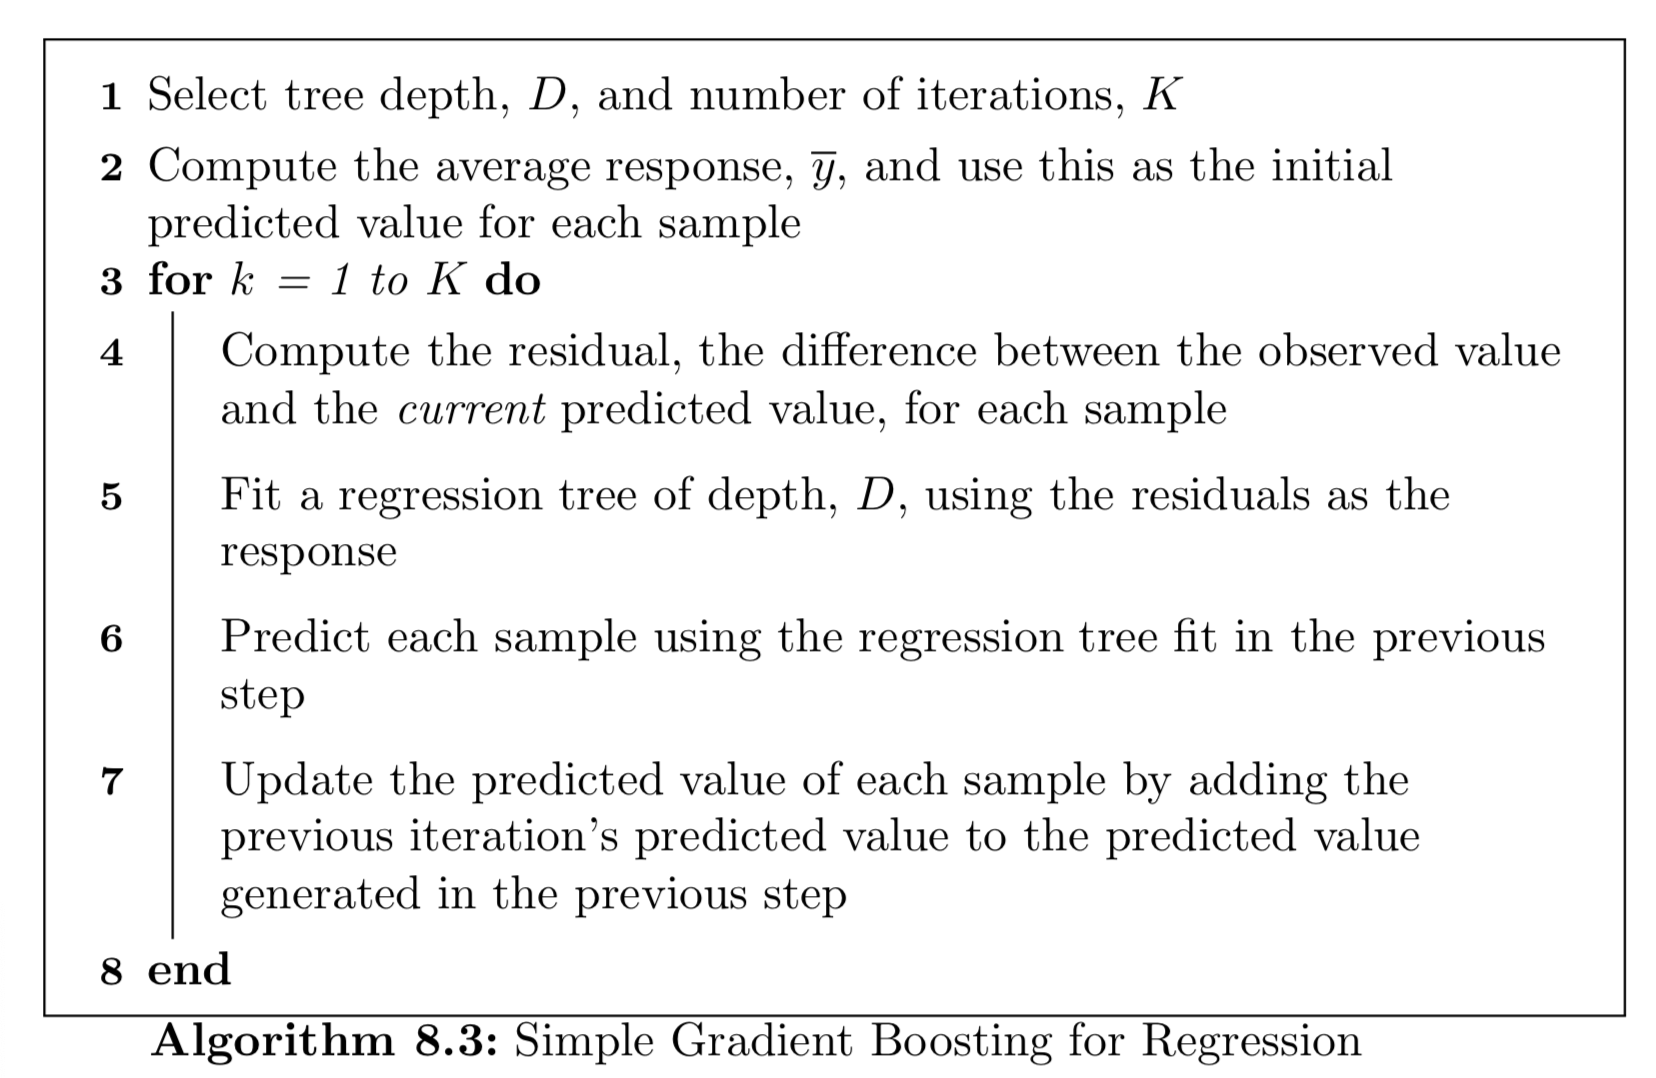 1 Select tree depth, D, and number of iterations, K
2 Compute the average response, y̅, and use this as the initial
predicted value for each sample
3 for k = 1 to K do
4 Compute the residual, the difference between the observed value
and the current predicted value, for each sample
5 Fit a regression tree of depth, D, using the residuals as the
response
6 Predict each sample using the regression tree fit in the previous
step
7 Update the predicted value of each sample by adding the
previous iteration’s predicted value to the predicted value
generated in the previous step
8 end
Algorithm 8.3: Simple Gradient Boosting for Regression